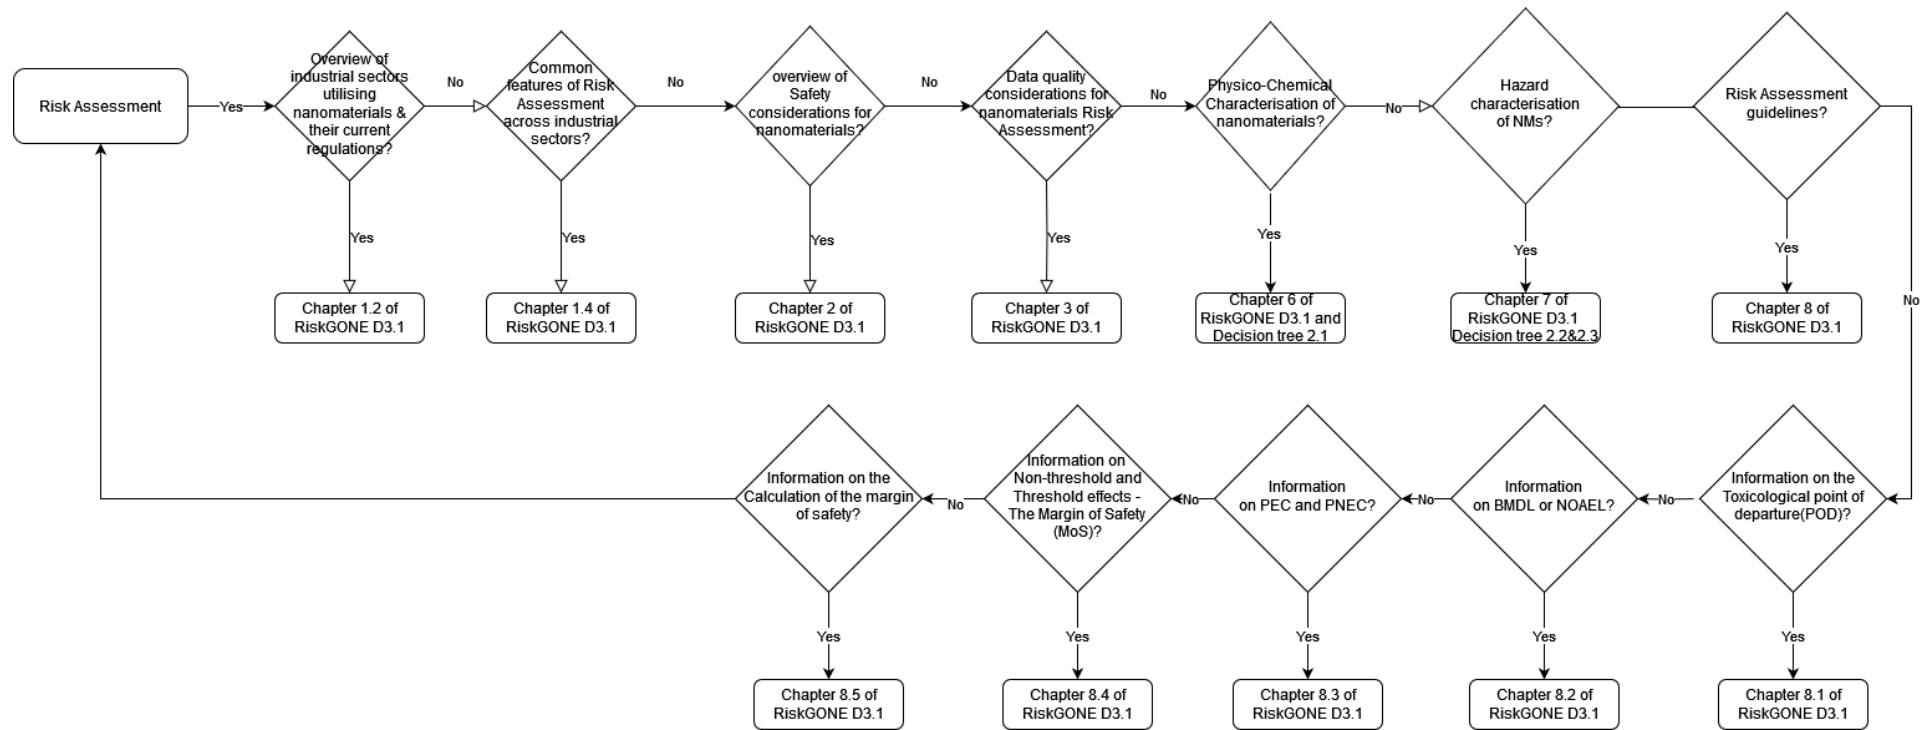 Risk Assessment
Yes
Overview of
industrial sectors
utilising
nanomaterials &
their current
regulations?
No
Common
features of Risk
Assessment
across industrial
sectors?
No
overview of
Safety
considerations for
nanomaterials?
No
Data quality
considerations for
nanomaterials Risk
Assessment?
No
Physico-Chemical
Characterisation of
nanomaterials?
No
Hazard
characterisation
of NMs?
Risk Assessment
guidelines?
No
Yes
Yes
Yes
Yes
Yes
Yes
Yes
Chapter 1.2 of
RiskGONE D3.1
Chapter 1.4 of
RiskGONE D3.1
Chapter 2 of
RiskGONE D3.1
Chapter 3 of
RiskGONE D3.1
Chapter 6 of
RiskGONE D3.1 and
Decision tree 2.1
Chapter 7 of
RiskGONE D3.1
Decision tree 2.2&2.3
Chapter 8 of
RiskGONE D3.1
Information on the
Calculation of the margin
of safety?
No
Information on
Non-threshold and
Threshold effects -
The Margin of Safety
(MoS)?
No
Information
on PEC and PNEC?
No
Information
on BMDL or NOAEL?
No
Information on the
Toxicological point of
departure(POD)?
Yes
Yes
Yes
Yes
Yes
Chapter 8.5 of
RiskGONE D3.1
Chapter 8.4 of
RiskGONE D3.1
Chapter 8.3 of
RiskGONE D3.1
Chapter 8.2 of
RiskGONE D3.1
Chapter 8.1 of
RiskGONE D3.1